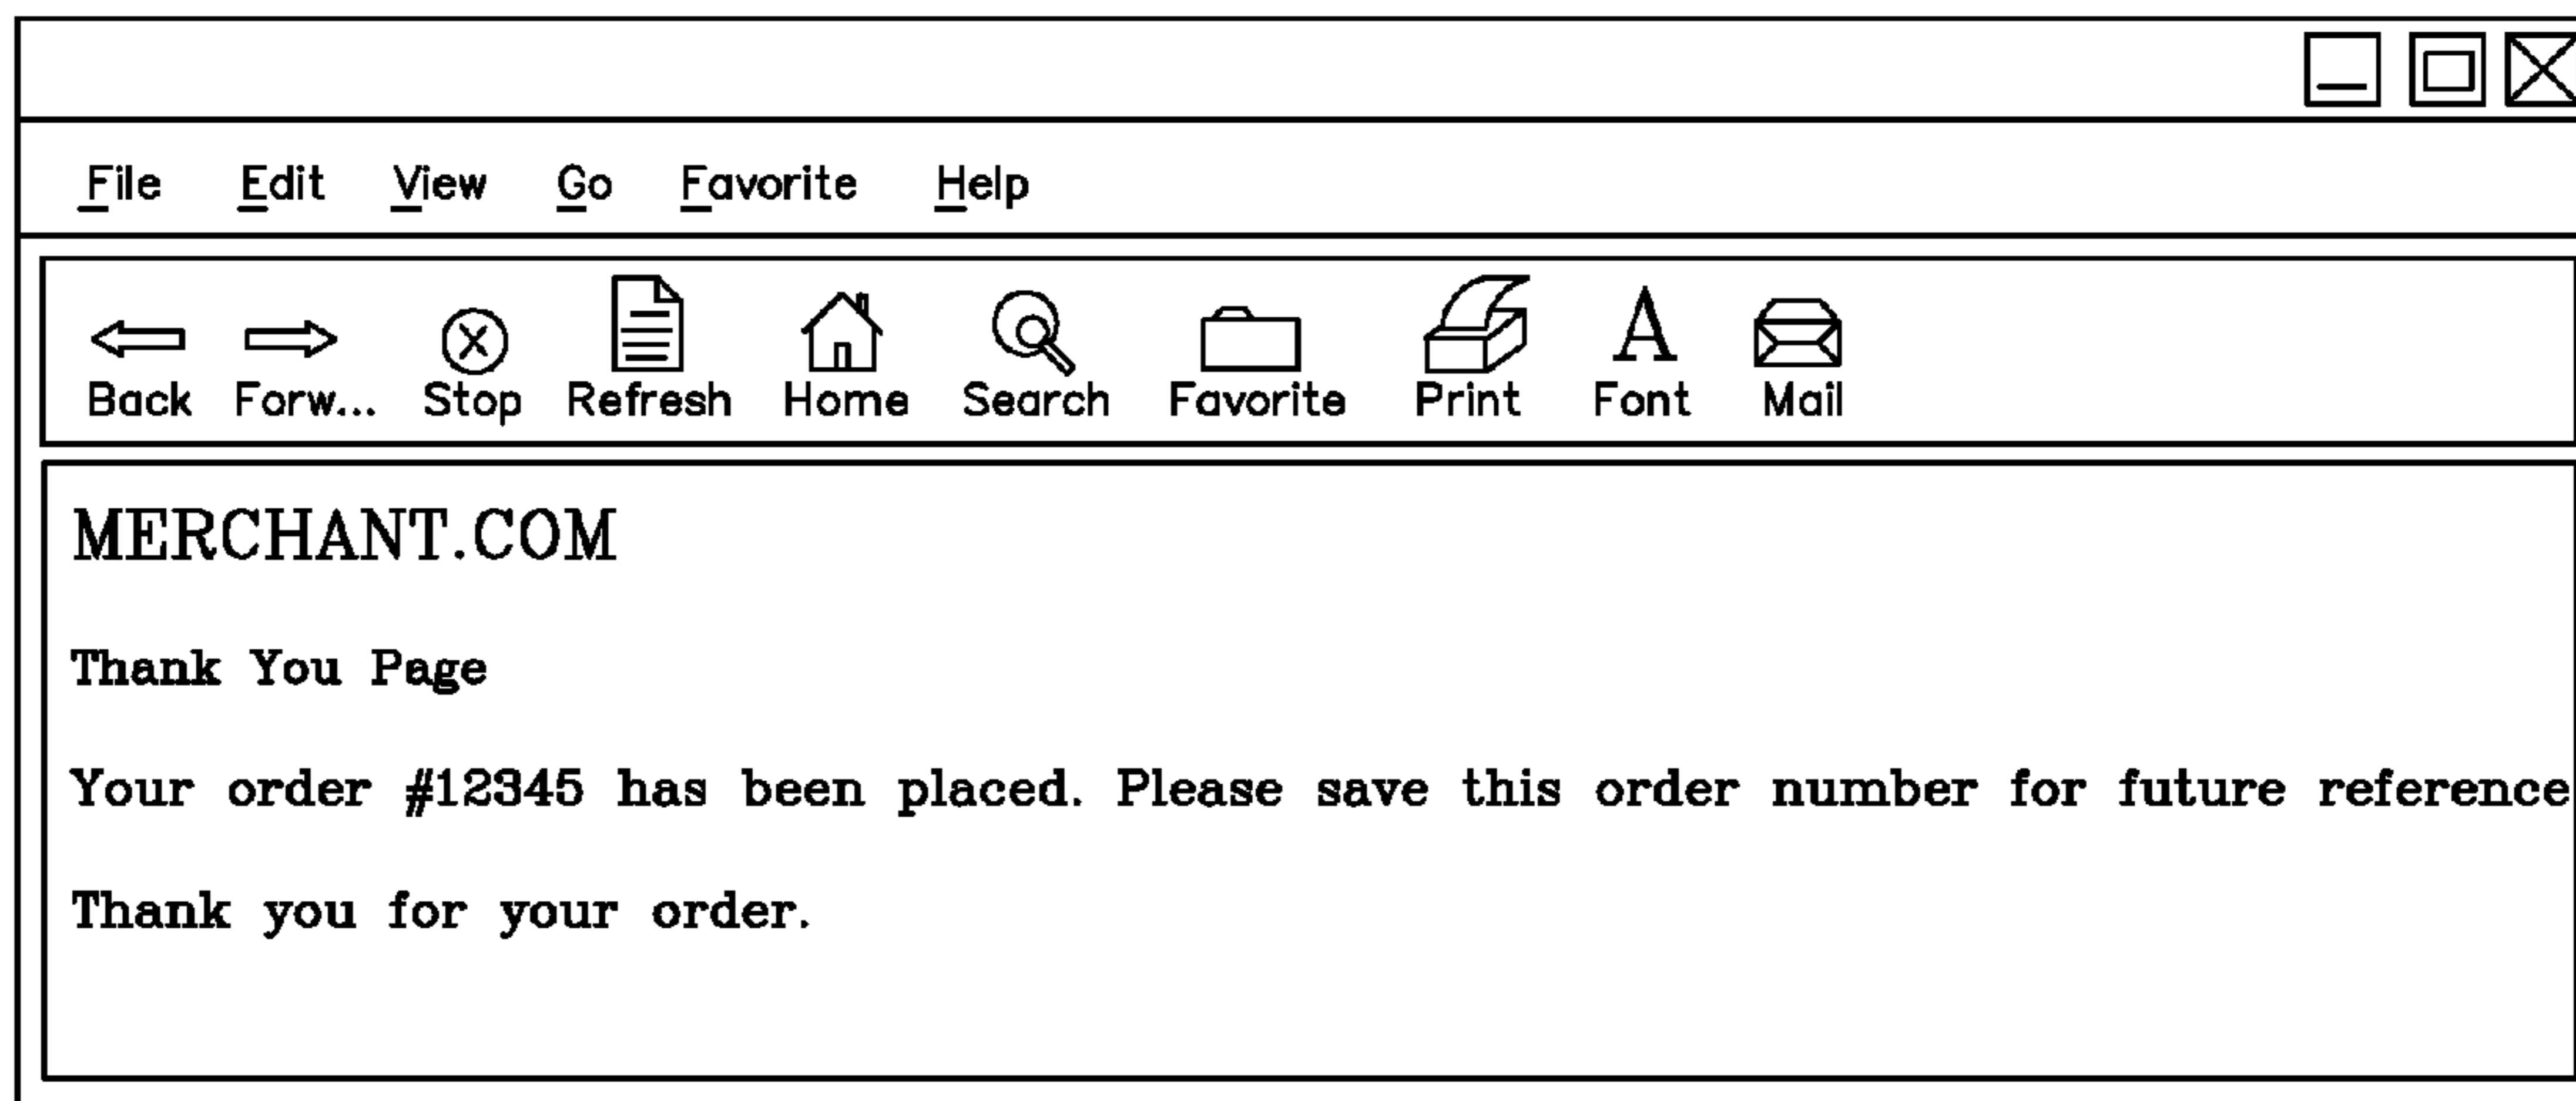 File Edit View Go Favorite Help
Back Forw... Stop Refresh Home Search Favorite Print Font Mail
MERCHANT.COM
Thank You Page
Your order #12345 has been placed. Please save this order number for future reference
Thank you for your order.